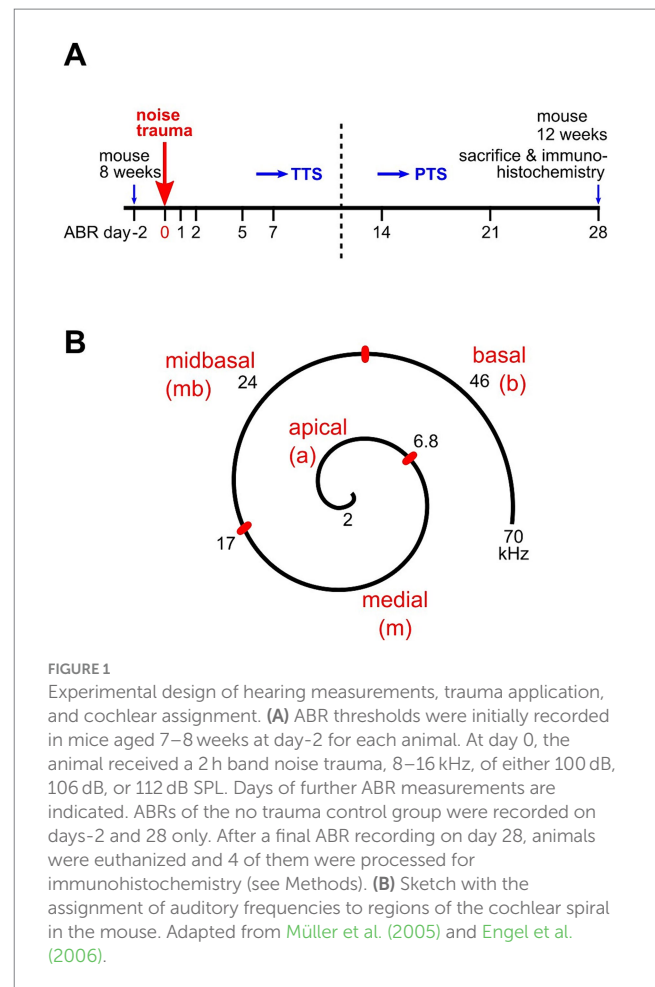 A
noise
trauma
mouse
8 weeks
TTS
PTS
mouse
12 weeks
sacrifice & immuno-
histochemistry
ABR day-2 0 1 2 5 7 14 21 28
B
midbasal
(mb)
24
basal
46 (b)
apical
(a)
6.8
2
17
70
kHz
medial
(m)
FIGURE 1
Experimental design of hearing measurements, trauma application,
and cochlear assignment. (A) ABR thresholds were initially recorded
in mice aged 7–8 weeks at day-2 for each animal. At day 0, the
animal received a 2 h band noise trauma, 8–16 kHz, of either 100 dB,
106 dB, or 112 dB SPL. Days of further ABR measurements are
indicated. ABRs of the no trauma control group were recorded on
days-2 and 28 only. After a final ABR recording on day 28, animals
were euthanized and 4 of them were processed for
immunohistochemistry (see Methods). (B) Sketch with the
assignment of auditory frequencies to regions of the cochlear spiral
in the mouse. Adapted from Müller et al. (2005) and Engel et al.
(2006).